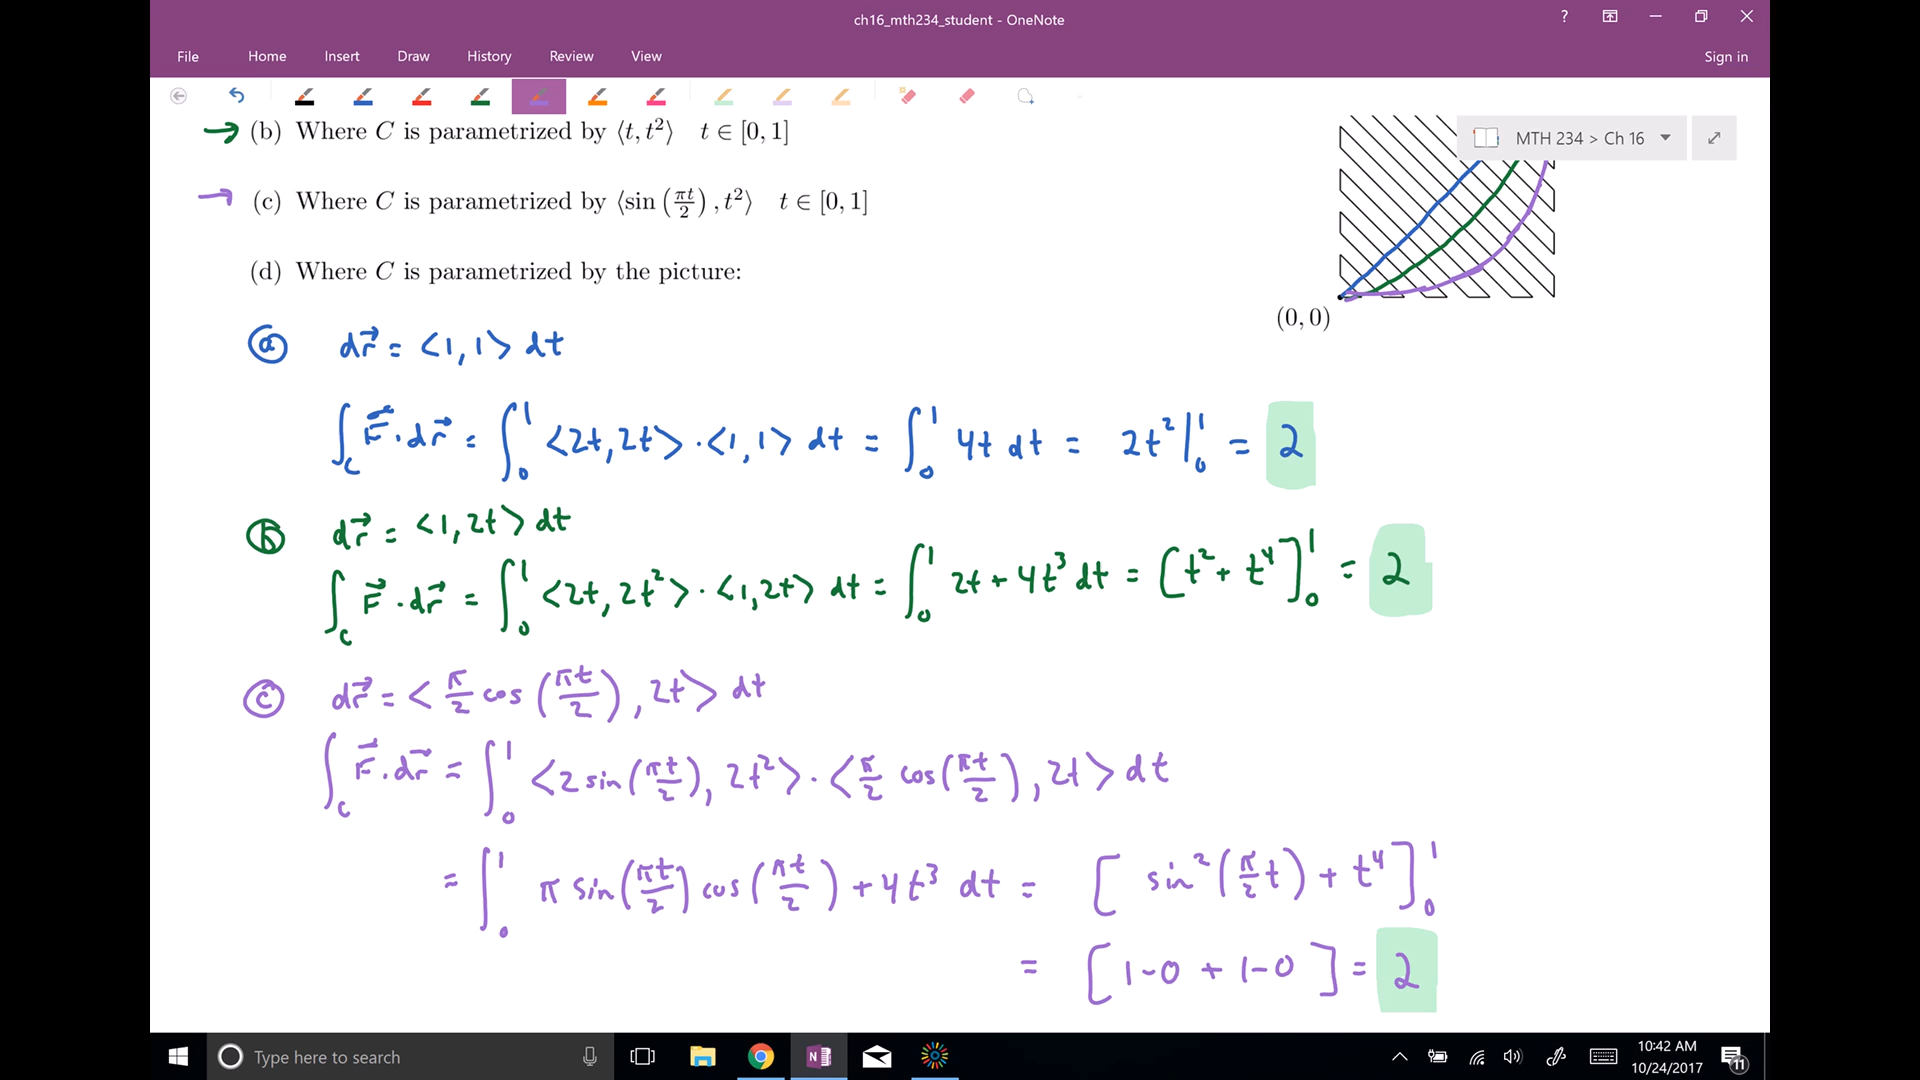 ch16_mth234_student - OneNote
?
File Home Insert Draw History Review View Sign in
MTH 234 > Ch 16
(b) Where C is parametrized by ⟨t, t²⟩ t ∈ [0, 1]
(c) Where C is parametrized by ⟨sin (πt/2), t²⟩ t ∈ [0, 1]
(d) Where C is parametrized by the picture:
(0, 0)
ⓐ dr⃗ = <1, 1> dt
∫_C F⃗ · dr⃗ = ∫₀¹ <2t, 2t> · <1, 1> dt = ∫₀¹ 4t dt = 2t² |₀¹ = 2
ⓑ dr⃗ = <1, 2t> dt
∫_C F⃗ · dr⃗ = ∫₀¹ <2t, 2t²> · <1, 2t> dt = ∫₀¹ 2t + 4t³ dt = [t² + t⁴]₀¹ = 2
ⓒ dr⃗ = <π/2 cos (πt/2), 2t> dt
∫_C F⃗ · dr⃗ = ∫₀¹ <2 sin(πt/2), 2t²> · <π/2 cos(πt/2), 2t> dt
= ∫₀¹ π sin(πt/2) cos(πt/2) + 4t³ dt = [sin²(π/2 t) + t⁴]₀¹
= [1-0 + 1-0] = 2
Type here to search
10:42 AM
10/24/2017
11